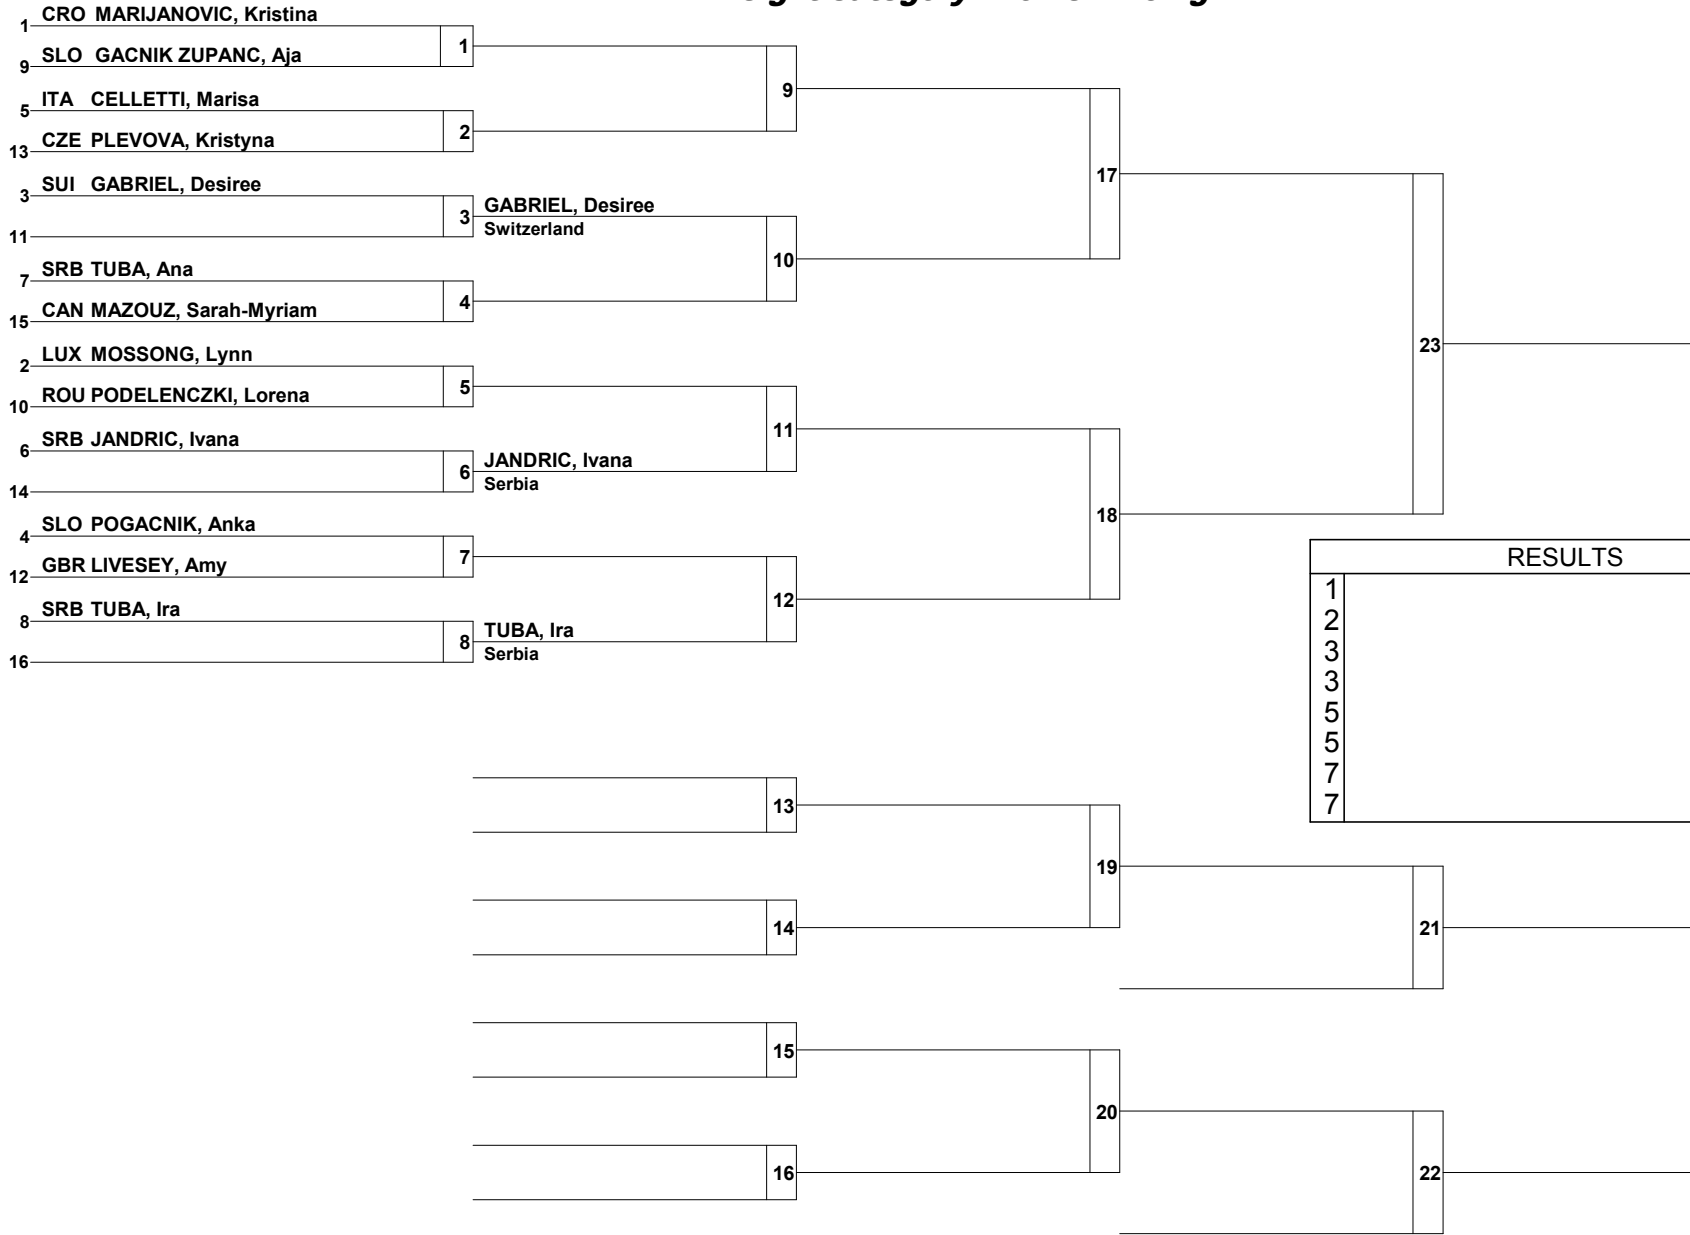 1 CRO MARIJANOVIC, Kristina
9 SLO GACNIK ZUPANC, Aja
1
5 ITA CELLETTI, Marisa
13 CZE PLEVOVA, Kristyna
2
9
3 SUI GABRIEL, Desiree
11
3 GABRIEL, Desiree
Switzerland
7 SRB TUBA, Ana
15 CAN MAZOUZ, Sarah-Myriam
4
10
17
2 LUX MOSSONG, Lynn
10 ROU PODELENCZKI, Lorena
5
6 SRB JANDRIC, Ivana
14
6 JANDRIC, Ivana
Serbia
11
4 SLO POGACNIK, Anka
12 GBR LIVESEY, Amy
7
8 SRB TUBA, Ira
16
8 TUBA, Ira
Serbia
12
18
23
RESULTS
1
2
3
3
5
5
7
7
13
14
19
21
15
16
20
22